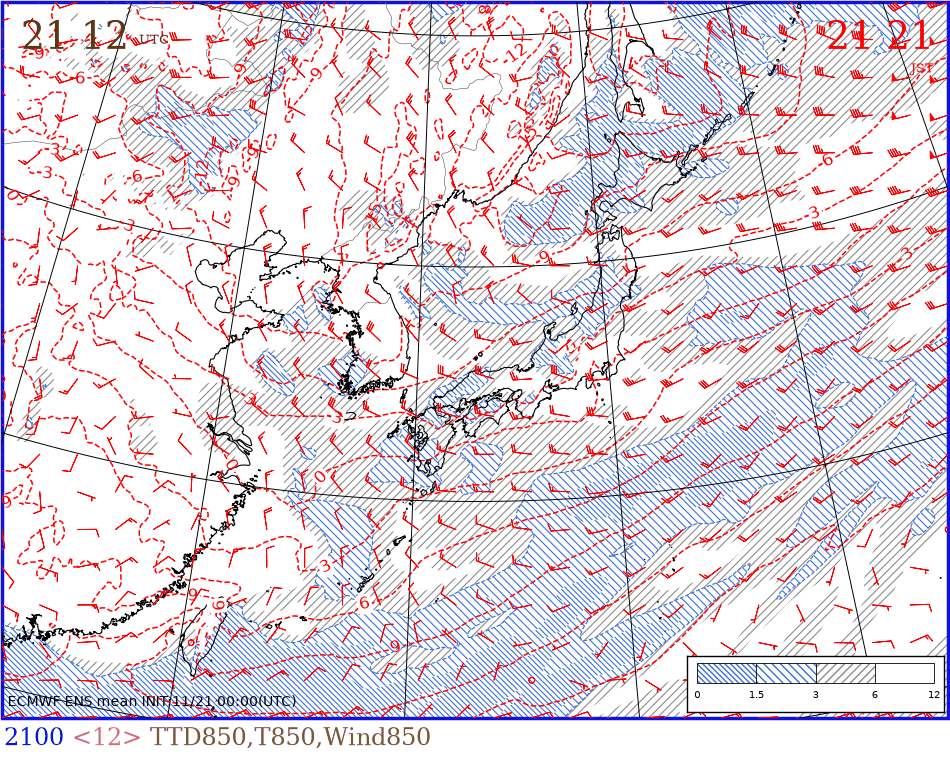 21 12 UTC
21 21
JST
ECMWF ENS mean INIT:11/21 00:00(UTC)
0 1.5 3 6 12
2100 <12> TTD850,T850,Wind850